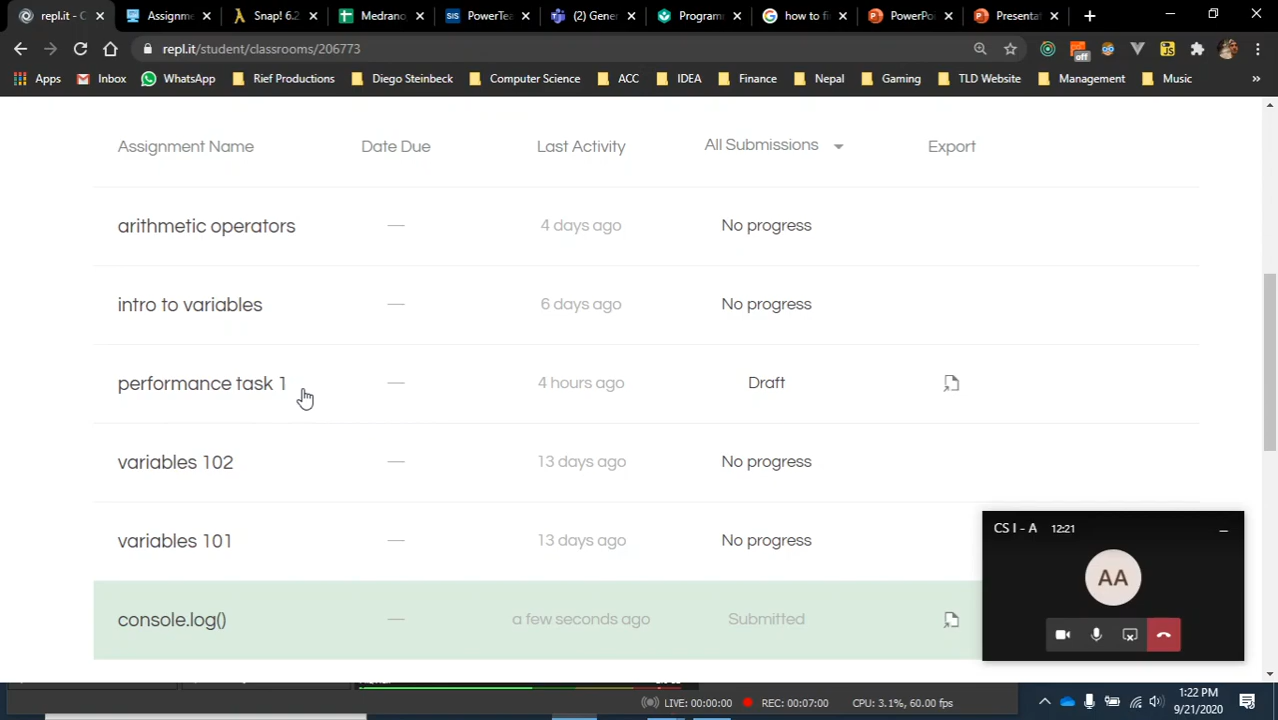 repl.it - C
Assignme
Snap! 6.2
Medrano
SIS
PowerTea
(2) Gener
Program
how to fi
PowerPo
Presentat
repl.it/student/classrooms/206773
off
Apps
Inbox
WhatsApp
Rief Productions
Diego Steinbeck
Computer Science
ACC
IDEA
Finance
Nepal
Gaming
TLD Website
Management
Music
»
Assignment Name
Date Due
Last Activity
All Submissions
Export
arithmetic operators
—
4 days ago
No progress
intro to variables
—
6 days ago
No progress
performance task 1
—
4 hours ago
Draft
variables 102
—
13 days ago
No progress
variables 101
—
13 days ago
No progress
console.log()
—
a few seconds ago
Submitted
CS I - A
12:21
AA
LIVE: 00:00:00
REC: 00:07:00
CPU: 3.1%, 60.00 fps
1:22 PM
9/21/2020